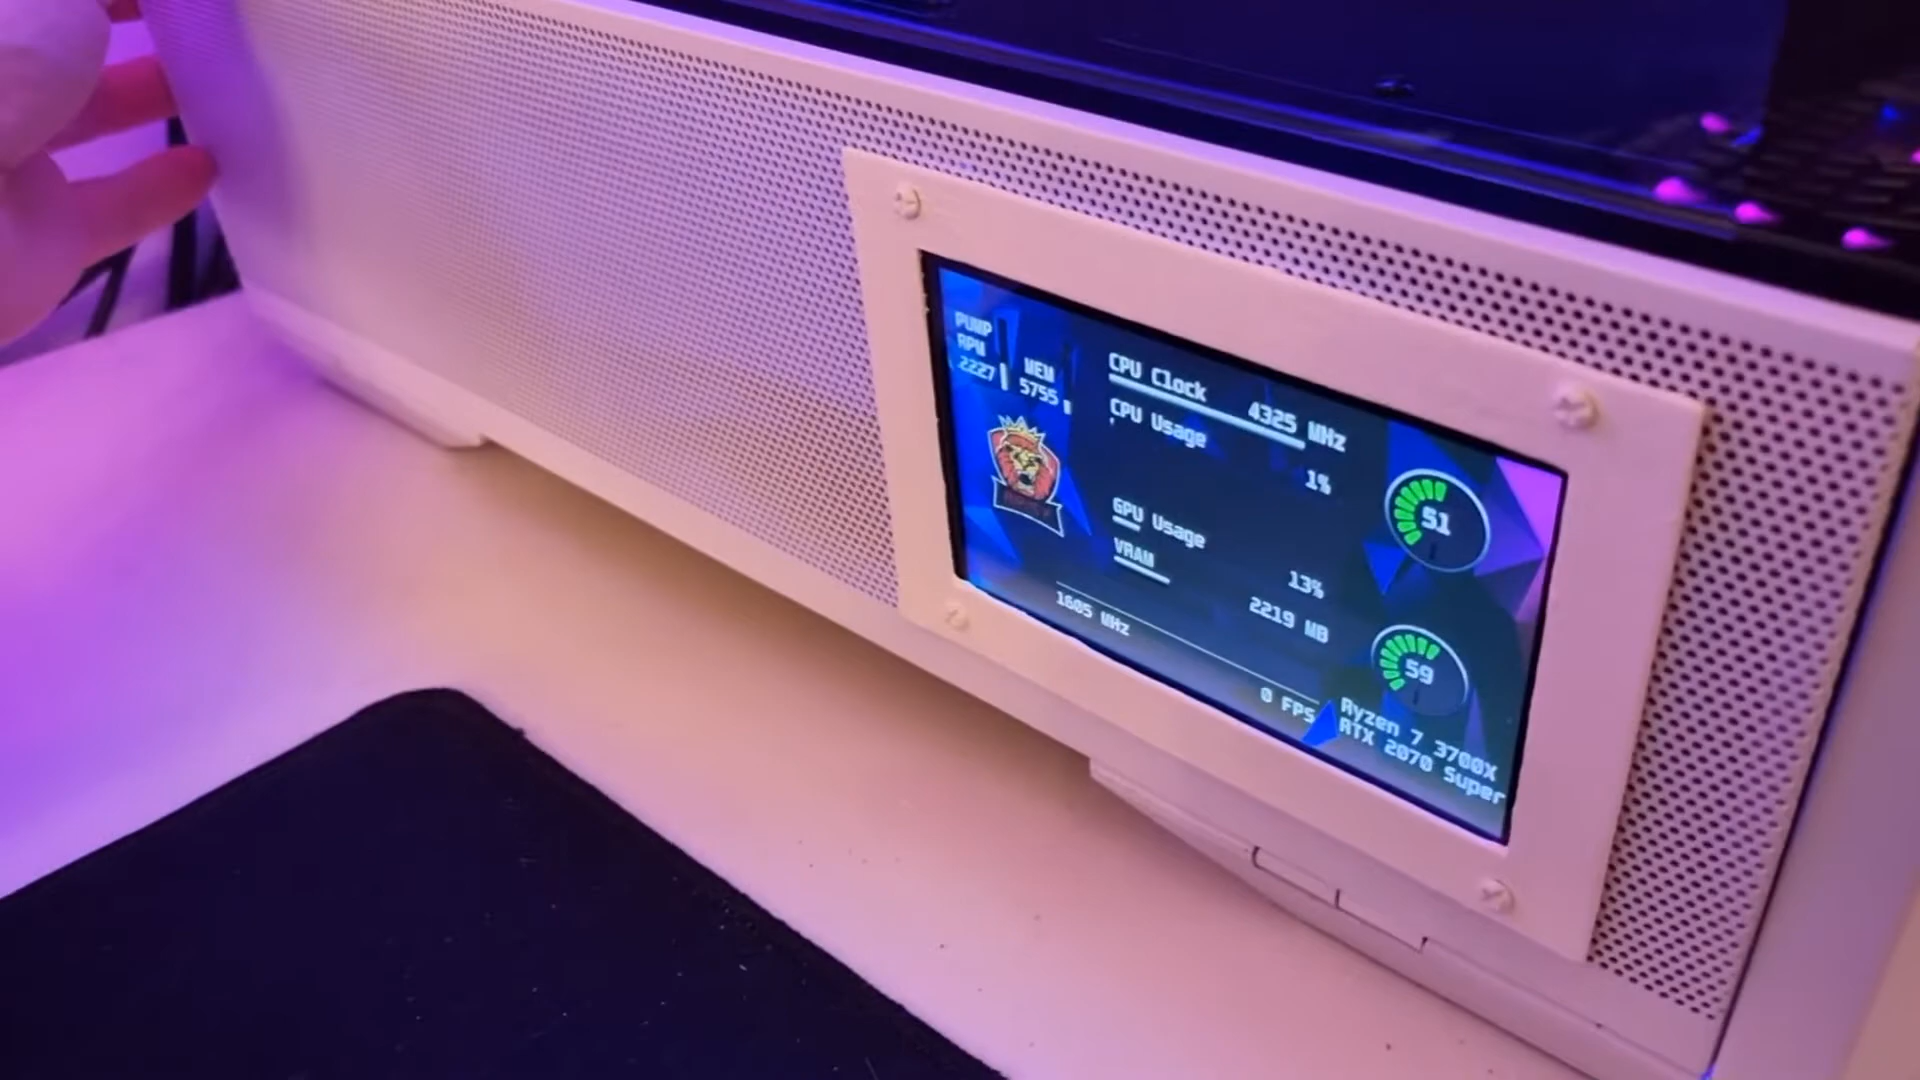 PUMP
RPM
2227
MEM
5755
CPU Clock
4325 MHz
CPU Usage
1%
GPU Usage
13%
VRAM
2219 MB
1605 MHz
0 FPS
51
59
Ryzen 7 3700X
RTX 2070 Super